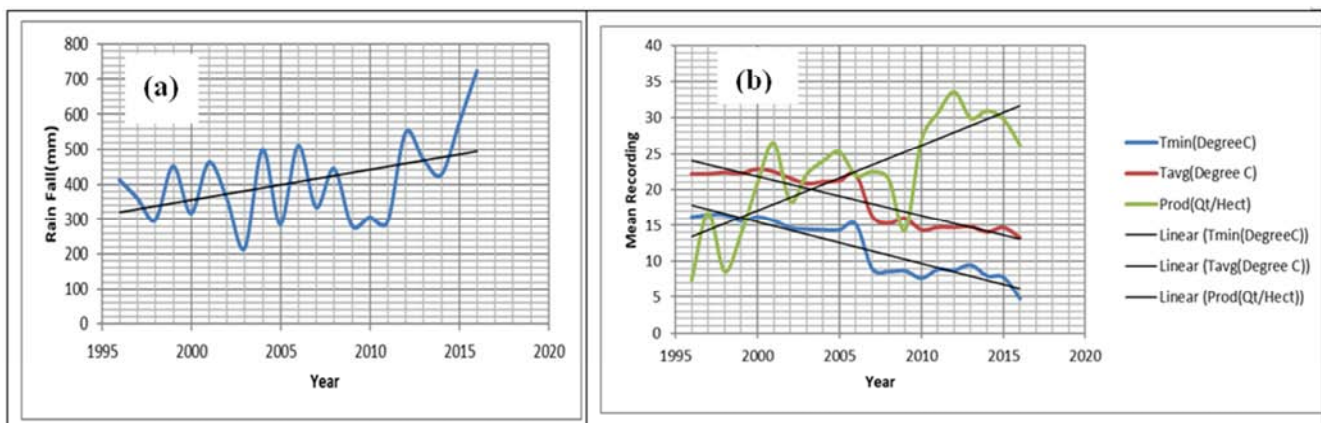 (a)
Rain Fall(mm)
800
700
600
500
400
300
200
100
0
1995 2000 2005 2010 2015 2020
Year
(b)
Mean Recording
40
35
30
25
20
15
10
5
0
1995 2000 2005 2010 2015 2020
Year
Tmin(DegreeC)
Tavg(Degree C)
Prod(Qt/Hect)
Linear (Tmin(DegreeC))
Linear (Tavg(Degree C))
Linear (Prod(Qt/Hect))